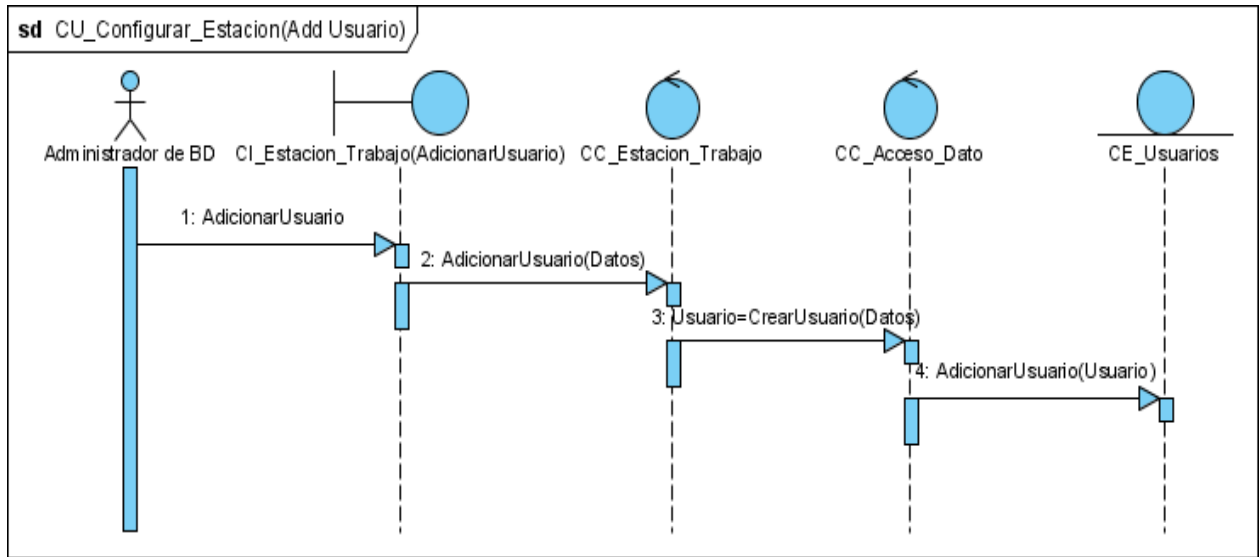 sd CU_Configurar_Estacion(Add Usuario)
Administrador de BD CI_Estacion_Trabajo(AdicionarUsuario) CC_Estacion_Trabajo CC_Acceso_Dato CE_Usuarios
1: AdicionarUsuario
2: AdicionarUsuario(Datos)
3: Usuario=CrearUsuario(Datos)
4: AdicionarUsuario(Usuario)